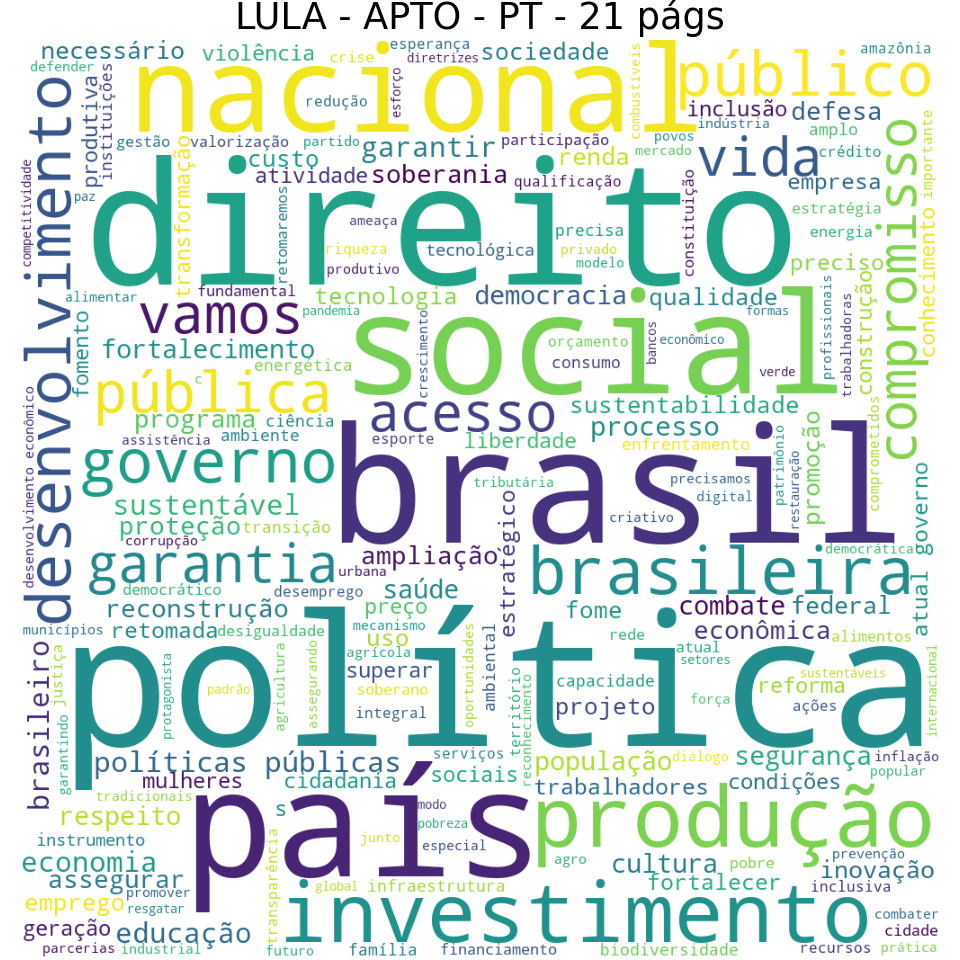 LULA - APTO - PT - 21 págs
necessário
violência
crise
esperança
diretrizes
sociedade
combustíveis
amazônia
defender
instituições
produtiva
redução
esforço
nacional
público
inclusão
defesa
indústria
gestão
valorização
partido
participação
povos
amplo
importante
desenvolvimento
transformação
custo
garantir
renda
mercado
vida
crédito
compromisso
competitividade
paz
atividade
soberania
qualificação
constituição
empresa
direito
retomaremos
ameaça
precisa
estratégia
riqueza
tecnológica
privado
energia
conhecimento
produtivo
modelo
preciso
alimentar
fundamental
tecnologia
democracia
qualidade
profissionais
construção
vamos
pandemia
formas
trabalhadoras
fomento
fortalecimento
social
orçamento
bancos
econômico
crescimento
consumo
energética
verde
pública
c
acesso
sustentabilidade
programa
ciência
processo
desenvolvimento econômico
assistência
ambiente
esporte
liberdade
enfrentamento
patrimônio
promoção
comprometidos
governo
brasil
tributária
precisamos
restauração
sustentável
digital
proteção
transição
criativo
corrupção
estratégico
atual governo
garantia
ampliação
brasileira
democrática
urbana
democrático
desemprego
saúde
reconstrução
preço
fome
combate
federal
municípios
retomada
desigualdade
mecanismo
uso
rede
econômica
alimentos
política
brasileiro
justiça
protagonista
agrícola
atual
setores
agricultura
assegurando
superar
oportunidades
ambiental
território
capacidade
sustentáveis
garantindo
padrão
soberano
força
reforma
internacional
integral
projeto
ações
reconhecimento
políticas públicas
serviços
população
diálogo
segurança
inflação
mulheres
cidadania
sociais
trabalhadores
condições
popular
tradicionais
país
s
modo
produção
respeito
pobreza
instrumento
junto
especial
economia
transparência
agro
cultura
pobre
prevenção
assegurar
inovação
promover
global
infraestrutura
fortalecer
inclusiva
emprego
resgatar
investimento
combater
geração
educação
cidade
parcerias
industrial
futuro
família
financiamento
biodiversidade
recursos
prática